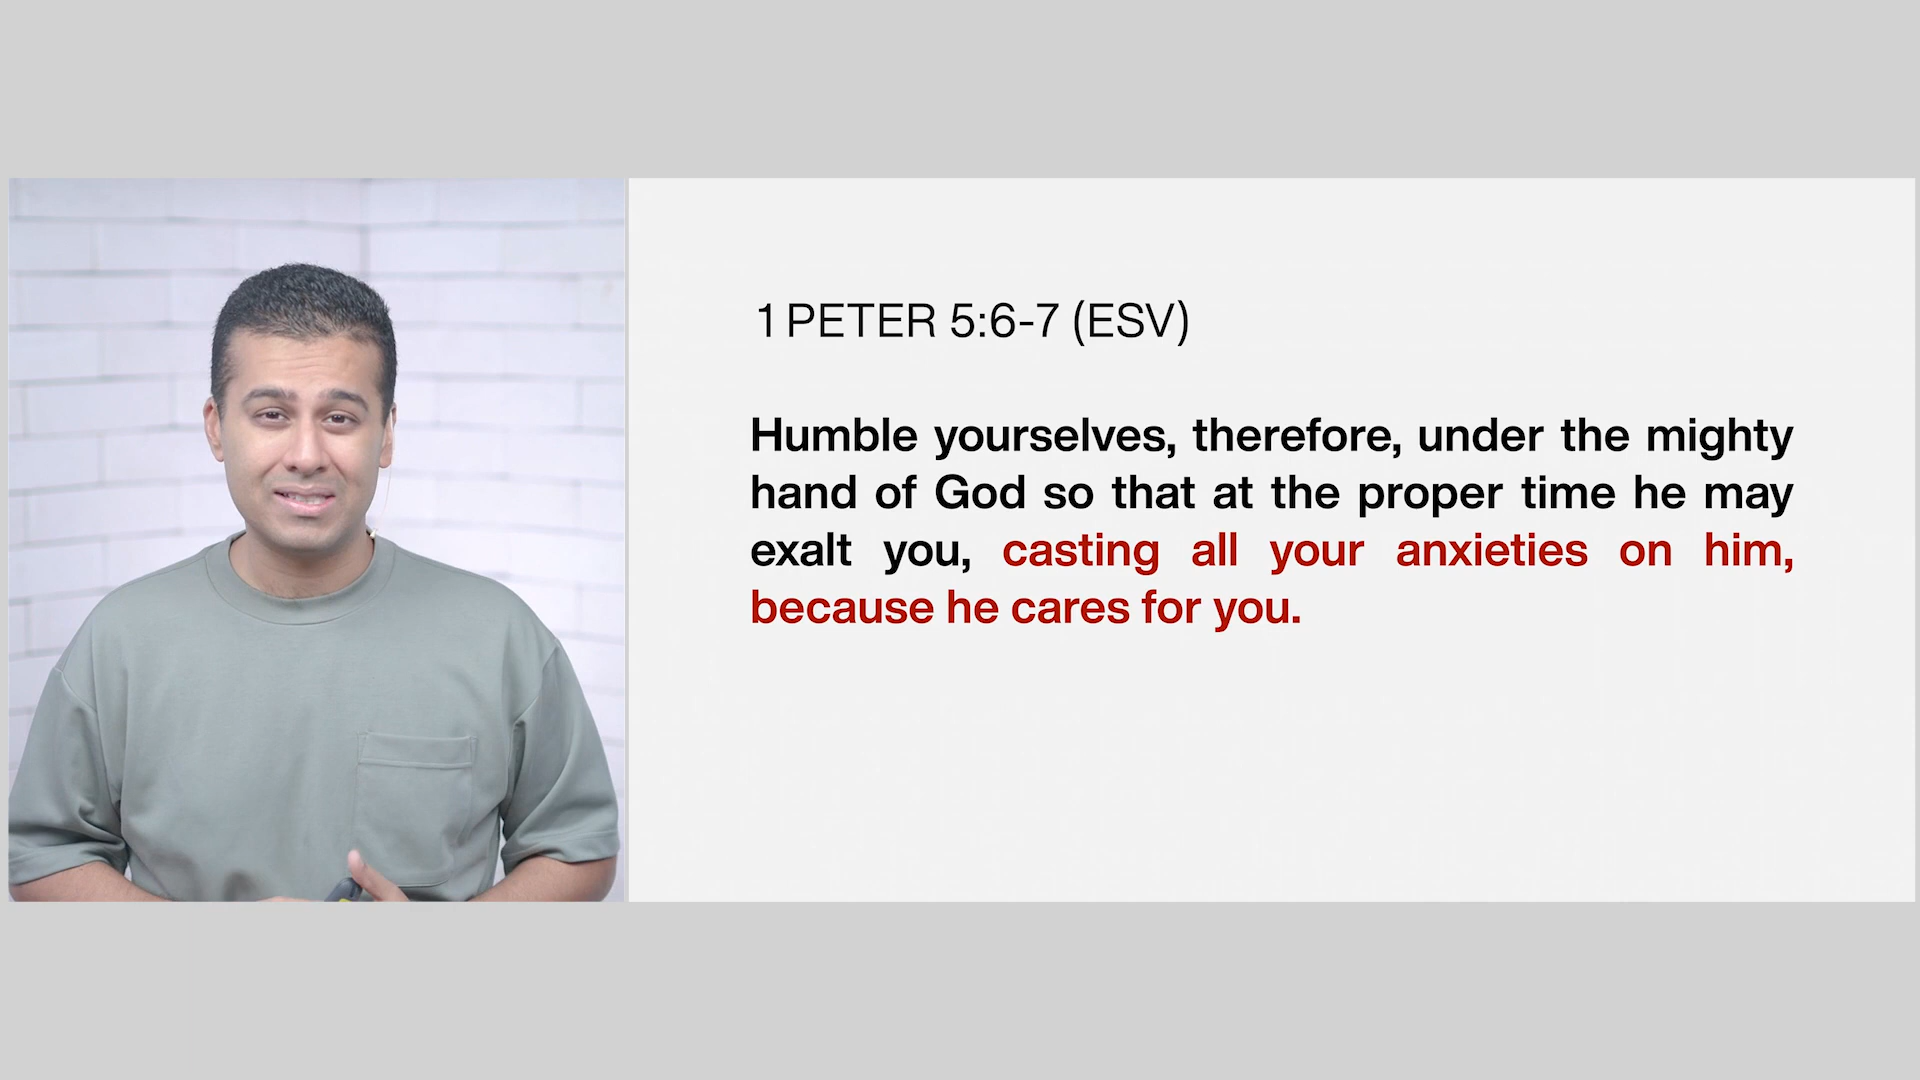 1 PETER 5:6-7 (ESV)
Humble yourselves, therefore, under the mighty
hand of God so that at the proper time he may
exalt you, casting all your anxieties on him,
because he cares for you.